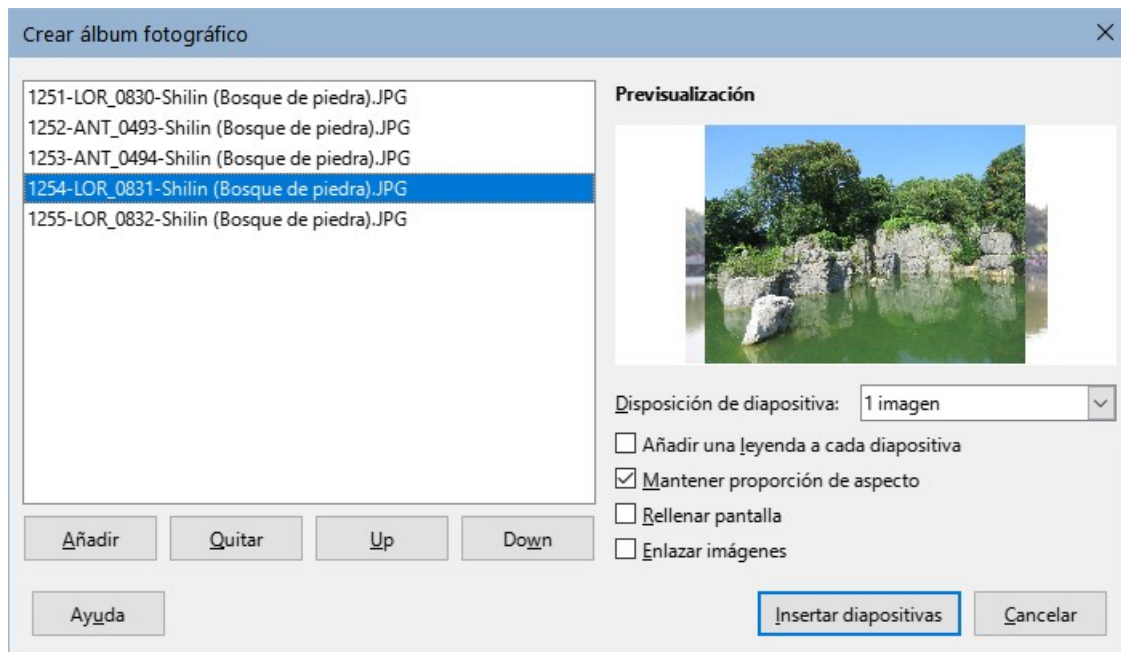 Crear álbum fotográfico
1251-LOR_0830-Shilin (Bosque de piedra).JPG
1252-ANT_0493-Shilin (Bosque de piedra).JPG
1253-ANT_0494-Shilin (Bosque de piedra).JPG
1254-LOR_0831-Shilin (Bosque de piedra).JPG
1255-LOR_0832-Shilin (Bosque de piedra).JPG
Añadir
Quitar
Up
Down
Previsualización
Disposición de diapositiva: 1 imagen
Añadir una leyenda a cada diapositiva
Mantener proporción de aspecto
Rellenar pantalla
Enlazar imágenes
Ayuda
Insertar diapositivas
Cancelar